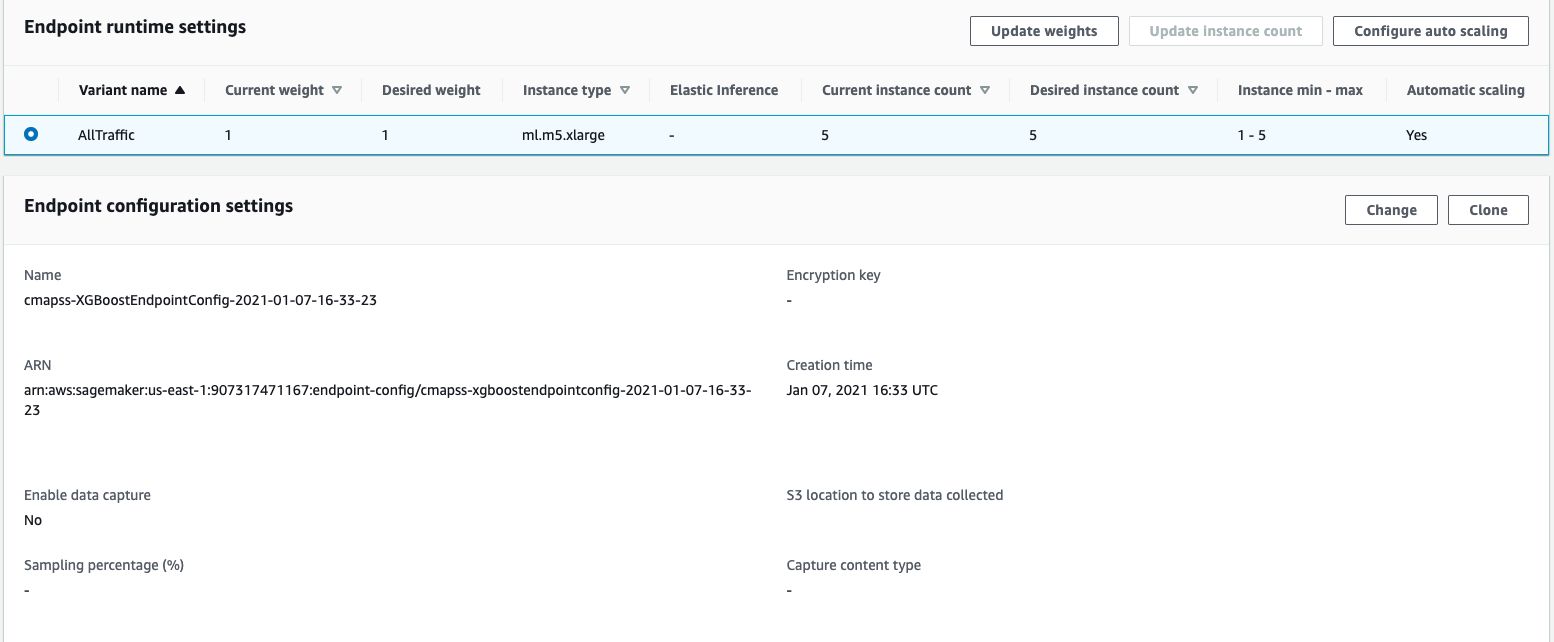 Endpoint runtime settings
Update weights Update instance count Configure auto scaling
Variant name Current weight Desired weight Instance type Elastic Inference Current instance count Desired instance count Instance min - max Automatic scaling
AllTraffic 1 1 ml.m5.xlarge - 5 5 1 - 5 Yes
Endpoint configuration settings
Change Clone
Name Encryption key
cmapss-XGBoostEndpointConfig-2021-01-07-16-33-23 -
ARN Creation time
arn:aws:sagemaker:us-east-1:907317471167:endpoint-config/cmapss-xgboostendpointconfig-2021-01-07-16-33- Jan 07, 2021 16:33 UTC
23
Enable data capture S3 location to store data collected
No
Sampling percentage (%) Capture content type
- -